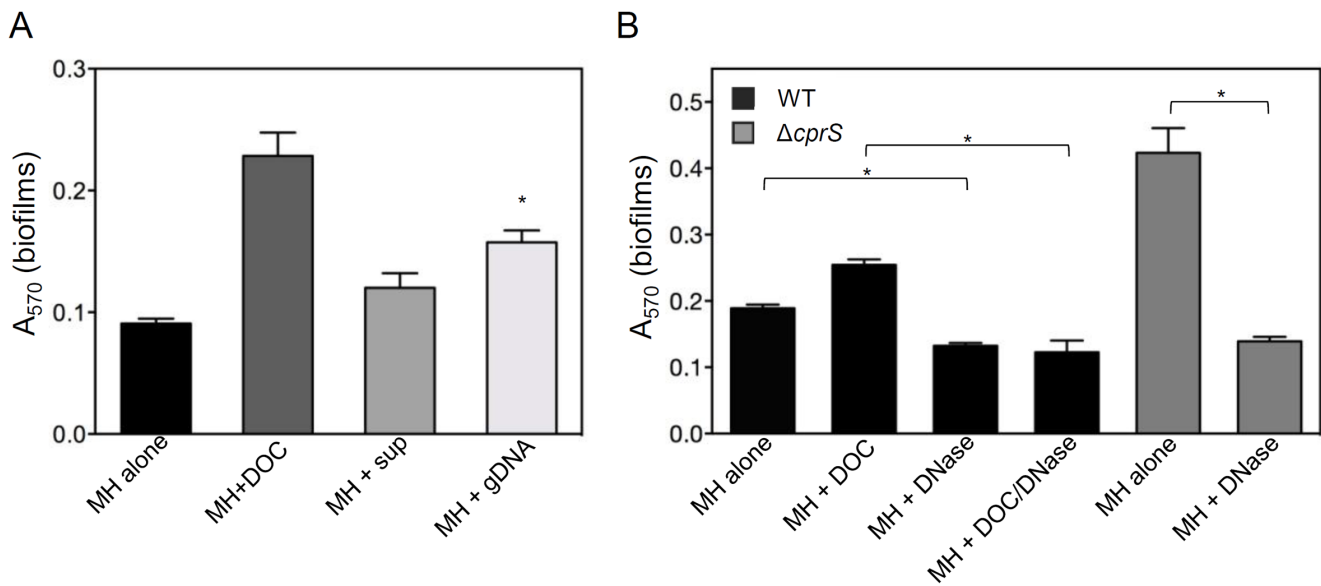 A
0.3
0.2
0.1
0.0
A570 (biofilms)
*
MH alone
MH+DOC
MH + sup
MH + gDNA
B
WT
ΔcprS
0.5
0.4
0.3
0.2
0.1
0.0
A570 (biofilms)
*
*
*
MH alone
MH + DOC
MH + DNase
MH + DOC/DNase
MH alone
MH + DNase